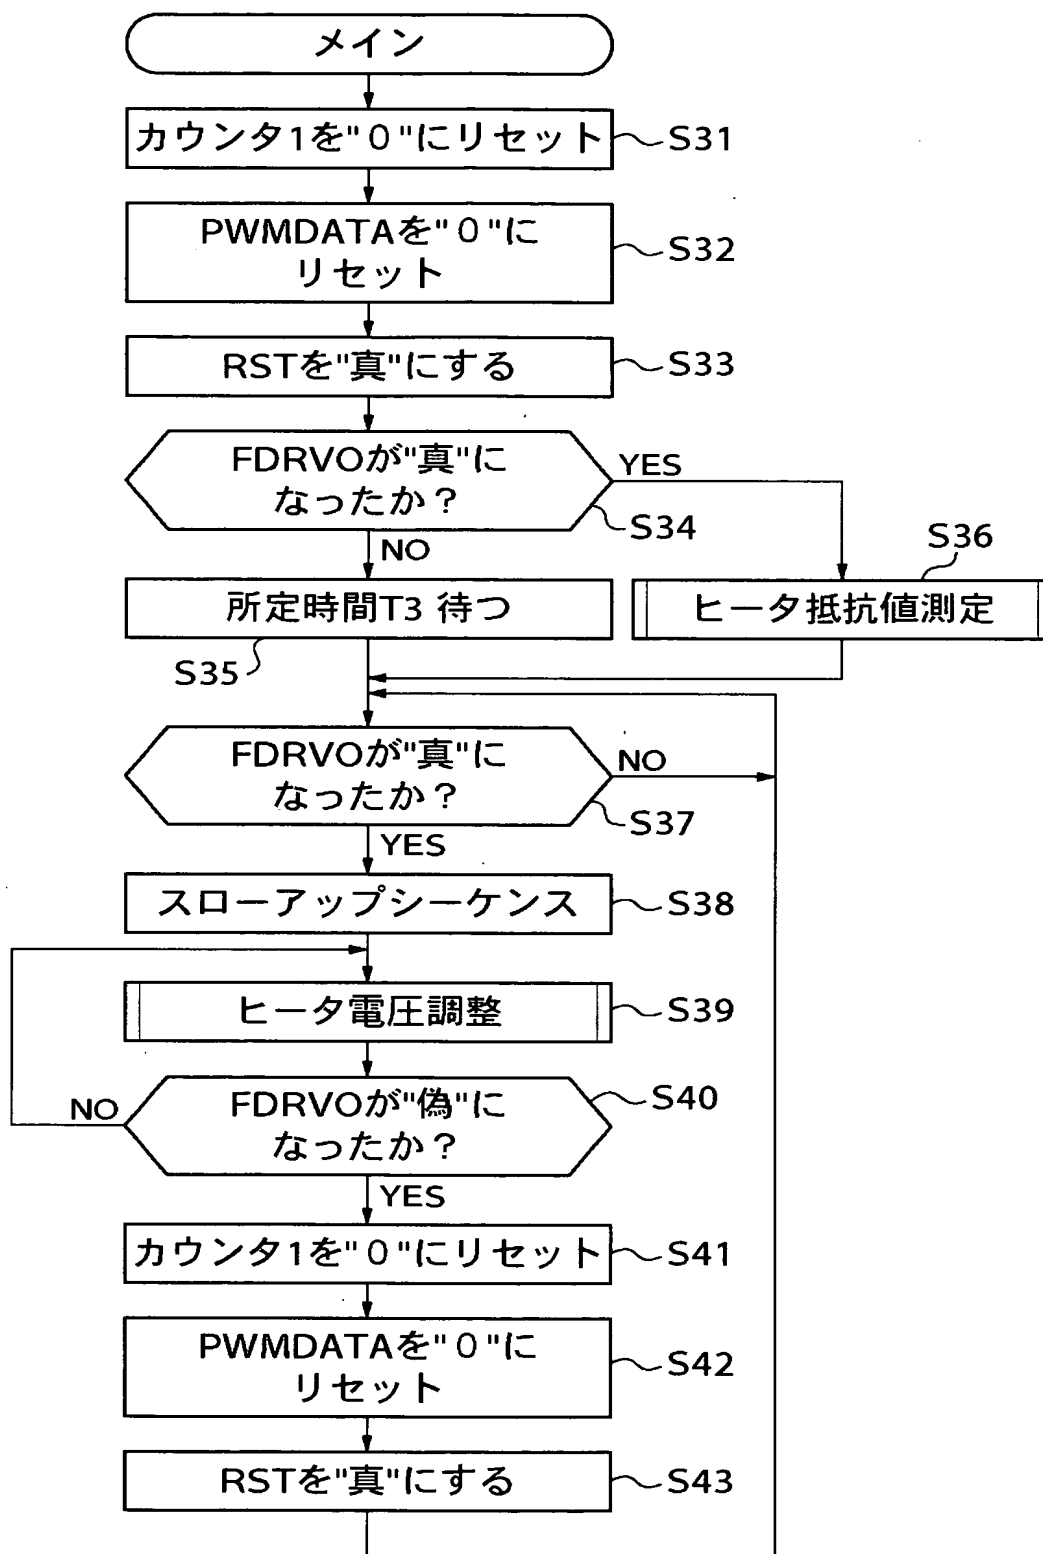 メイン
カウンタ1を"0"にリセット
S31
PWMDATAを"0"に
リセット
S32
RSTを"真"にする
S33
FDRVOが"真"に
なったか?
YES
S34
NO
S36
所定時間T3 待つ
ヒータ抵抗値測定
S35
FDRVOが"真"に
なったか?
NO
S37
YES
スローアップシーケンス
S38
ヒータ電圧調整
S39
FDRVOが"偽"に
なったか?
S40
NO
YES
カウンタ1を"0"にリセット
S41
PWMDATAを"0"に
リセット
S42
RSTを"真"にする
S43